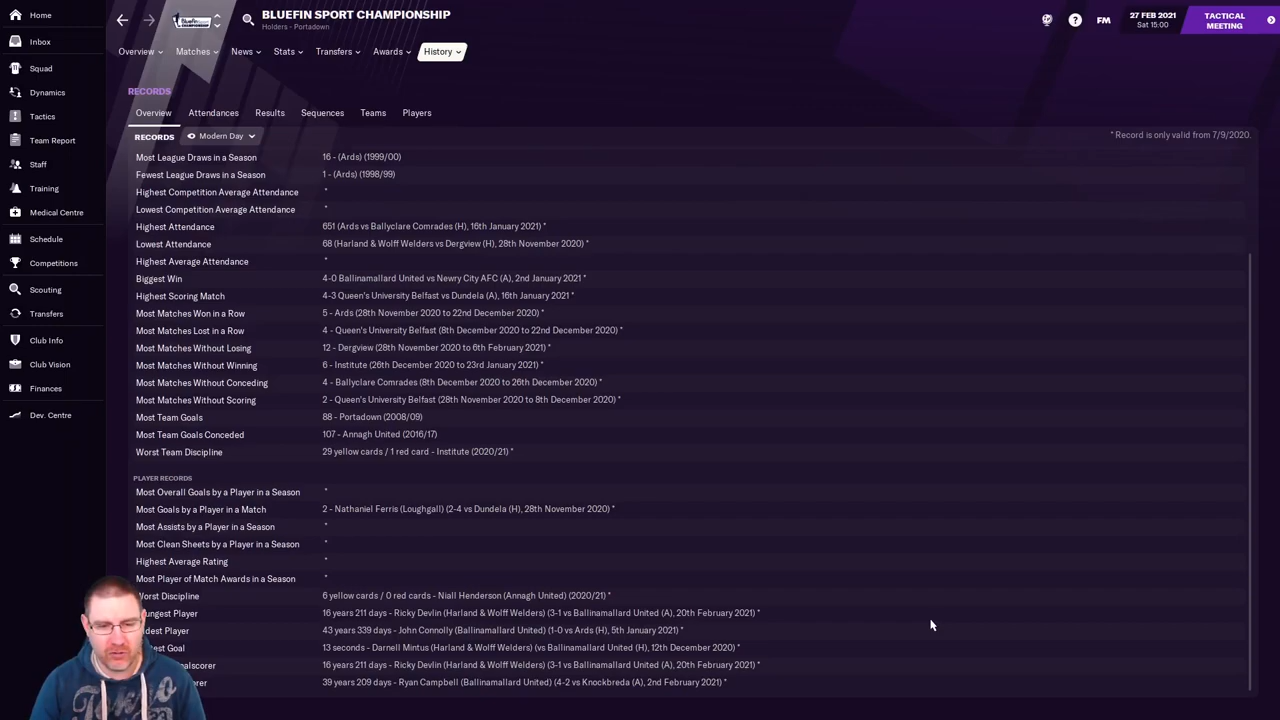 Home
BLUEFIN SPORT CHAMPIONSHIP
Holders - Portadown
FM
27 FEB 2021
Sat 15:00
TACTICAL MEETING
Inbox
Squad
Dynamics
Tactics
Team Report
Staff
Training
Medical Centre
Schedule
Competitions
Scouting
Transfers
Club Info
Club Vision
Finances
Dev. Centre
Overview Matches News Stats Transfers Awards History
RECORDS
Overview Attendances Results Sequences Teams Players
RECORDS Modern Day * Record is only valid from 7/9/2020.
Most League Draws in a Season 16 - (Ards) (1999/00)
Fewest League Draws in a Season 1 - (Ards) (1998/99)
Highest Competition Average Attendance *
Lowest Competition Average Attendance *
Highest Attendance 651 (Ards vs Ballyclare Comrades (H), 16th January 2021) *
Lowest Attendance 68 (Harland & Wolff Welders vs Dergview (H), 28th November 2020) *
Highest Average Attendance *
Biggest Win 4-0 Ballinamallard United vs Newry City AFC (A), 2nd January 2021 *
Highest Scoring Match 4-3 Queen's University Belfast vs Dundela (A), 16th January 2021 *
Most Matches Won in a Row 5 - Ards (28th November 2020 to 22nd December 2020) *
Most Matches Lost in a Row 4 - Queen's University Belfast (8th December 2020 to 22nd December 2020) *
Most Matches Without Losing 12 - Dergview (28th November 2020 to 6th February 2021) *
Most Matches Without Winning 6 - Institute (26th December 2020 to 23rd January 2021) *
Most Matches Without Conceding 4 - Ballyclare Comrades (8th December 2020 to 26th December 2020) *
Most Matches Without Scoring 2 - Queen's University Belfast (28th November 2020 to 8th December 2020) *
Most Team Goals 88 - Portadown (2008/09)
Most Team Goals Conceded 107 - Annagh United (2016/17)
Worst Team Discipline 29 yellow cards / 1 red card - Institute (2020/21) *
PLAYER RECORDS
Most Overall Goals by a Player in a Season *
Most Goals by a Player in a Match 2 - Nathaniel Ferris (Loughgall) (2-4 vs Dundela (H), 28th November 2020) *
Most Assists by a Player in a Season *
Most Clean Sheets by a Player in a Season *
Highest Average Rating *
Most Player of Match Awards in a Season *
orst Discipline 6 yellow cards / 0 red cards - Niall Henderson (Annagh United) (2020/21) *
ungest Player 16 years 211 days - Ricky Devlin (Harland & Wolff Welders) (3-1 vs Ballinamallard United (A), 20th February 2021) *
dest Player 43 years 339 days - John Connolly (Ballinamallard United) (1-0 vs Ards (H), 5th January 2021) *
Goal 13 seconds - Darnell Mintus (Harland & Wolff Welders) (vs Ballinamallard United (H), 12th December 2020) *
16 years 211 days - Ricky Devlin (Harland & Wolff Welders) (3-1 vs Ballinamallard United (A), 20th February 2021) *
39 years 209 days - Ryan Campbell (Ballinamallard United) (4-2 vs Knockbreda (A), 2nd February 2021) *